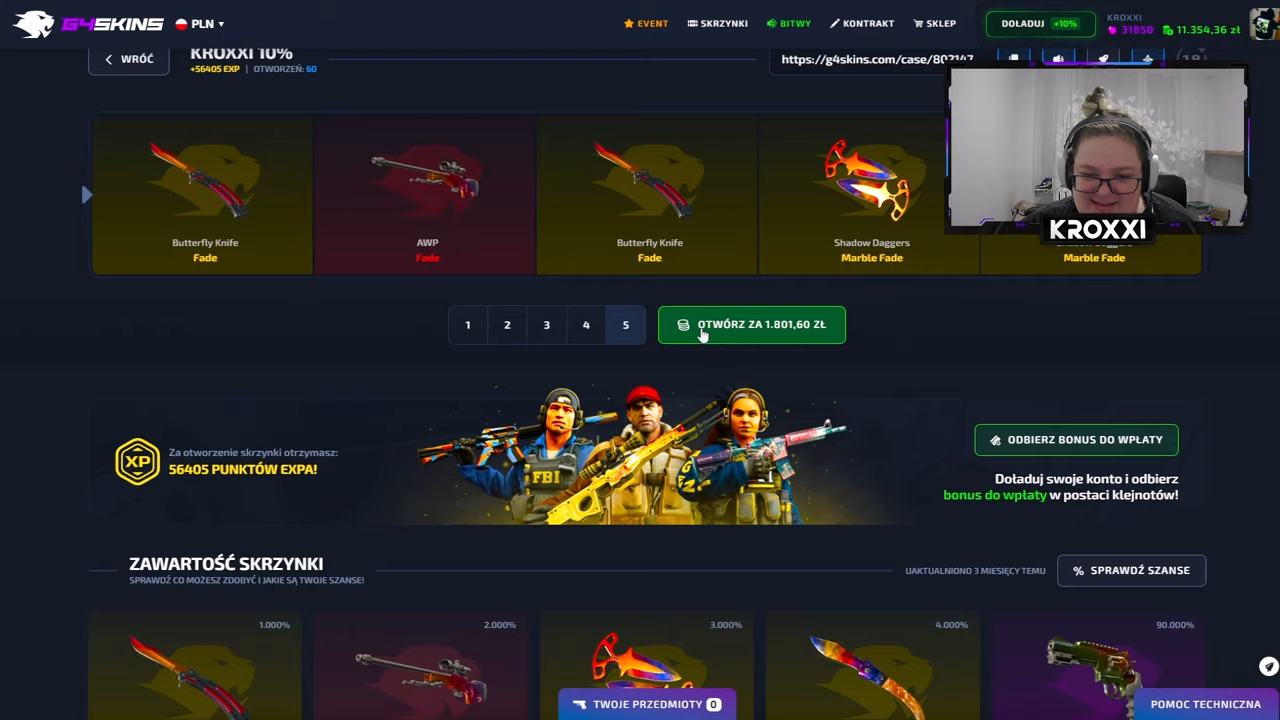 G4SKINS
PLN
EVENT
SKRZYNKI
BITWY
KONTRAKT
SKLEP
DOŁADUJ +10%
KROXXI
31850
11.354,36 zł
WRÓĆ
KROXXI 10%
+56405 EXP | OTWORZEŃ: 60
https://g4skins.com/case/802147
Butterfly Knife
Fade
AWP
Fade
Butterfly Knife
Fade
Shadow Daggers
Marble Fade
Marble Fade
KROXXI
1
2
3
4
5
OTWÓRZ ZA 1.801,60 ZŁ
XP
Za otworzenie skrzynki otrzymasz:
56405 PUNKTÓW EXPA!
FBI
ODBIERZ BONUS DO WPŁATY
Doładuj swoje konto i odbierz
bonus do wpłaty w postaci klejnotów!
ZAWARTOŚĆ SKRZYNKI
SPRAWDŹ CO MOŻESZ ZDOBYĆ I JAKIE SĄ TWOJE SZANSE!
UAKTUALNIONO 3 MIESIĘCY TEMU
% SPRAWDŹ SZANSE
1.000%
2.000%
3.000%
4.000%
90.000%
TWOJE PRZEDMIOTY 0
POMOC TECHNICZNA